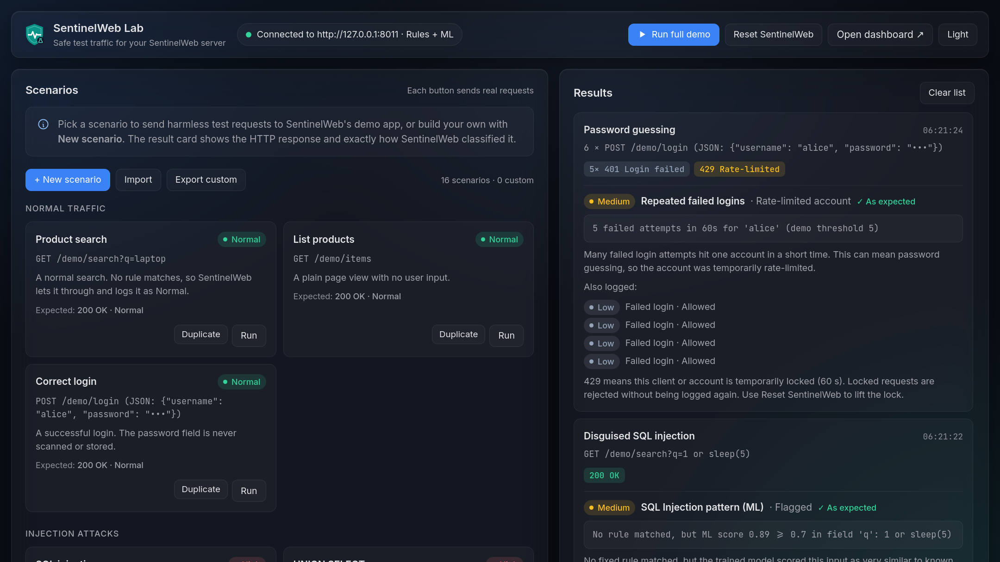 SentinelWeb Lab
Safe test traffic for your SentinelWeb server
Connected to http://127.0.0.1:8011 · Rules + ML
Run full demo
Reset SentinelWeb
Open dashboard ↗
Light
Scenarios
Each button sends real requests
Pick a scenario to send harmless test requests to SentinelWeb's demo app, or build your own with
New scenario. The result card shows the HTTP response and exactly how SentinelWeb classified it.
+ New scenario
Import
Export custom
16 scenarios · 0 custom
NORMAL TRAFFIC
Product search
Normal
GET /demo/search?q=laptop
A normal search. No rule matches, so SentinelWeb
lets it through and logs it as Normal.
Expected: 200 OK · Normal
Duplicate
Run
List products
Normal
GET /demo/items
A plain page view with no user input.
Expected: 200 OK · Normal
Duplicate
Run
Correct login
Normal
POST /demo/login (JSON: {"username":
"alice", "password": "•••"})
A successful login. The password field is never
scanned or stored.
Expected: 200 OK · Normal
Duplicate
Run
INJECTION ATTACKS
UNION SELECT
Results
Clear list
Password guessing
06:21:24
6 × POST /demo/login (JSON: {"username": "alice", "password": "•••"})
5× 401 Login failed
429 Rate-limited
Medium
Repeated failed logins · Rate-limited account ✓ As expected
5 failed attempts in 60s for 'alice' (demo threshold 5)
Many failed login attempts hit one account in a short time. This can mean password
guessing, so the account was temporarily rate-limited.
Also logged:
Low Failed login · Allowed
Low Failed login · Allowed
Low Failed login · Allowed
Low Failed login · Allowed
429 means this client or account is temporarily locked (60 s). Locked requests are
rejected without being logged again. Use Reset SentinelWeb to lift the lock.
Disguised SQL injection
06:21:22
GET /demo/search?q=1 or sleep(5)
200 OK
Medium
SQL Injection pattern (ML) · Flagged ✓ As expected
No rule matched, but ML score 0.89 ⩾ 0.7 in field 'q': 1 or sleep(5)
No fixed rule matched, but the trained model scored this input as very similar to known